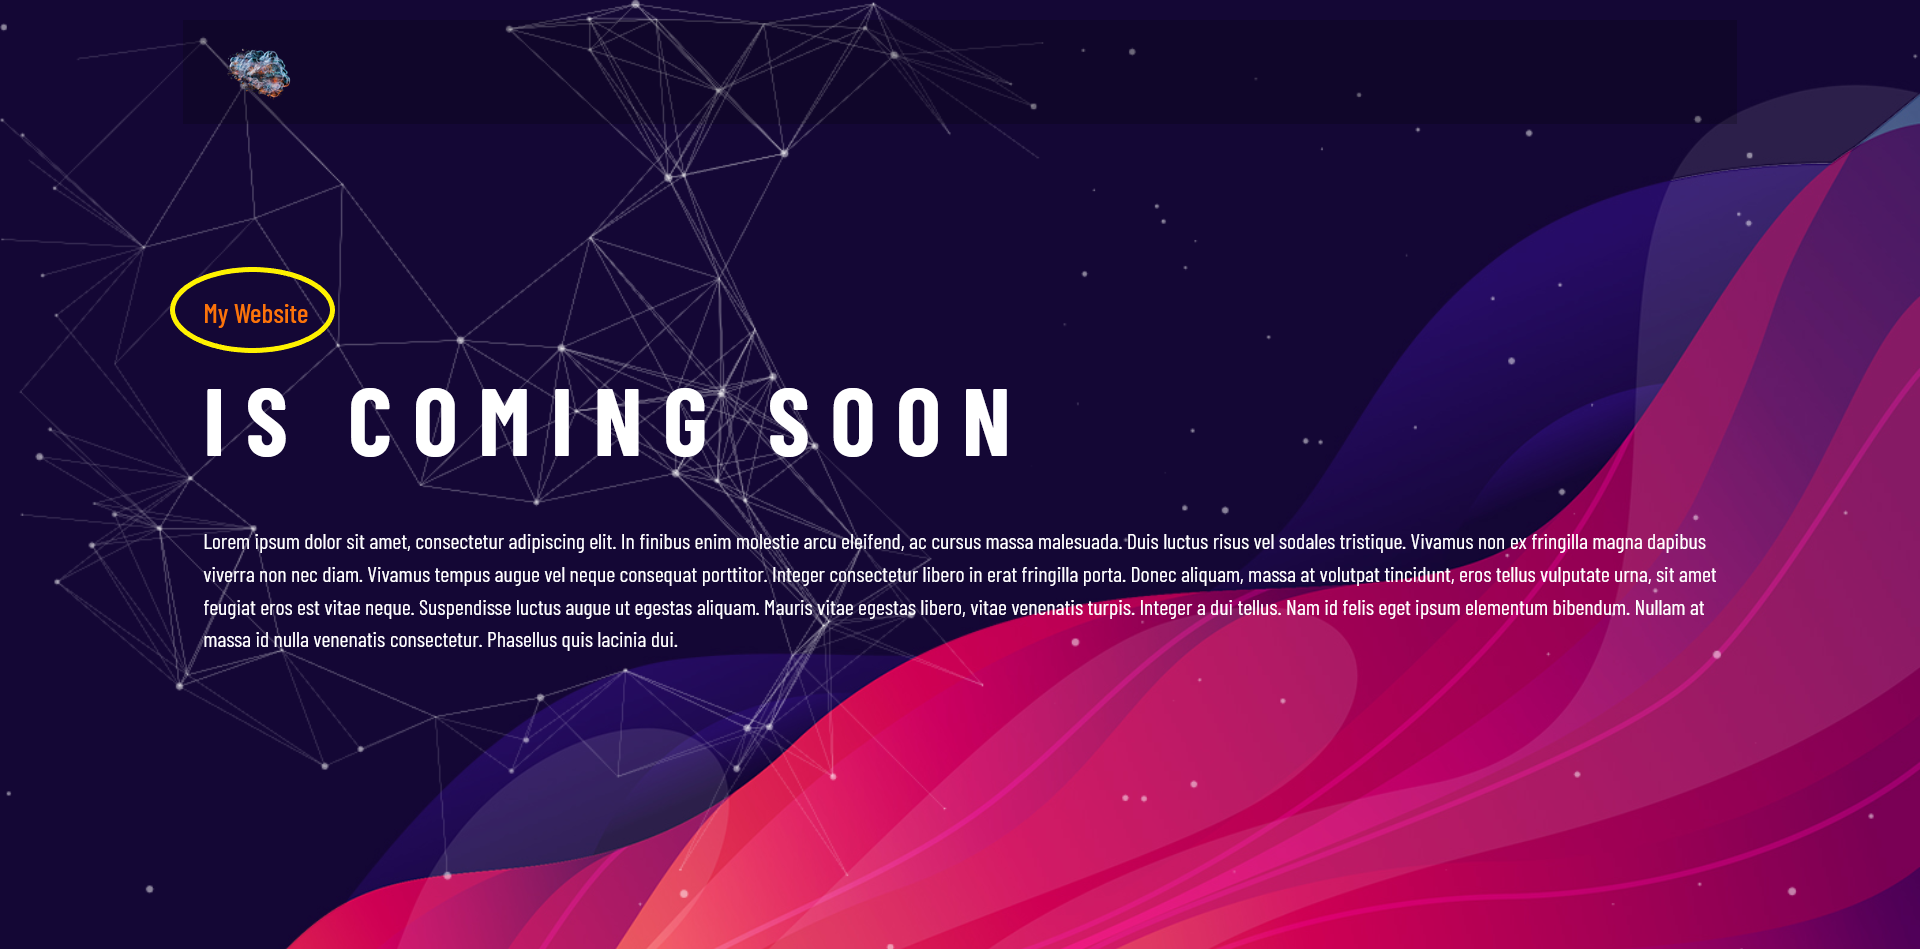 My Website
IS COMING SOON
Lorem ipsum dolor sit amet, consectetur adipiscing elit. In finibus enim molestie arcu eleifend, ac cursus massa malesuada. Duis luctus risus vel sodales tristique. Vivamus non ex fringilla magna dapibus
viverra non nec diam. Vivamus tempus augue vel neque consequat porttitor. Integer consectetur libero in erat fringilla porta. Donec aliquam, massa at volutpat tincidunt, eros tellus vulputate urna, sit amet
feugiat eros est vitae neque. Suspendisse luctus augue ut egestas aliquam. Mauris vitae egestas libero, vitae venenatis turpis. Integer a dui tellus. Nam id felis eget ipsum elementum bibendum. Nullam at
massa id nulla venenatis consectetur. Phasellus quis lacinia dui.